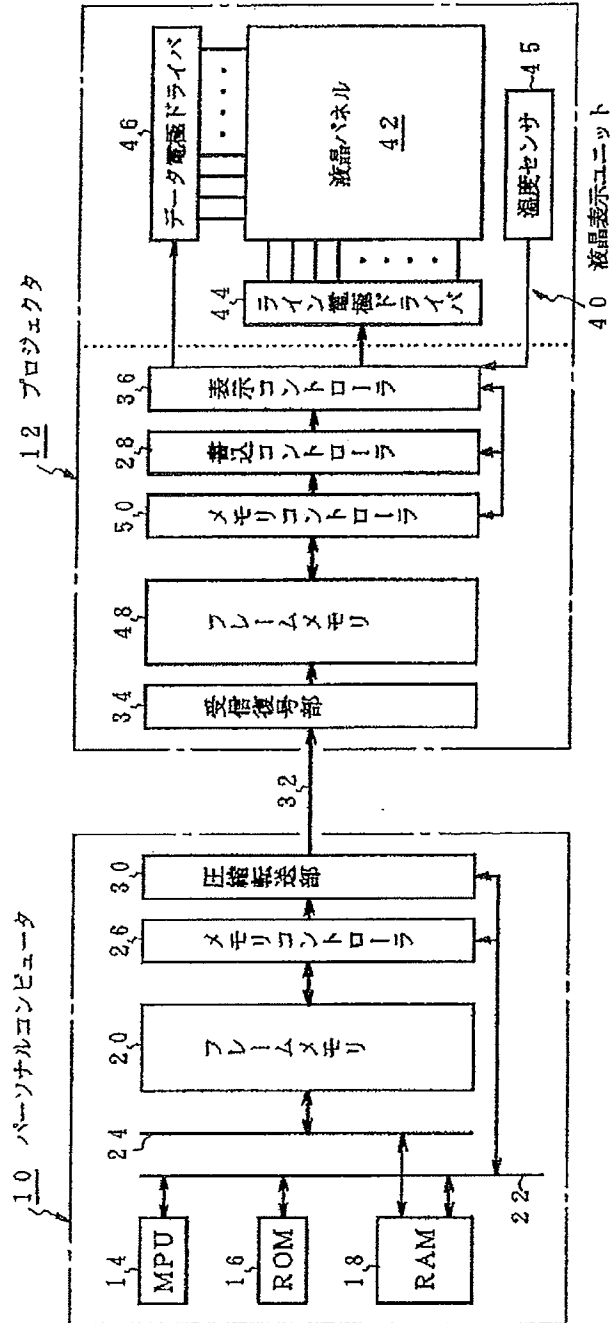 10 パーソナルコンピュータ
14
MPU
16
ROM
18
RAM
22
24
20
フレームメモリ
26
メモリコントローラ
30
圧縮転送部
32
12 プロジェクタ
34
受信復号部
48
フレームメモリ
50
メモリコントローラ
28
書込コントローラ
36
表示コントローラ
44
ライン電極ドライバ
46
データ電極ドライバ
液晶パネル
42
温度センサ
45
40 液晶表示ユニット